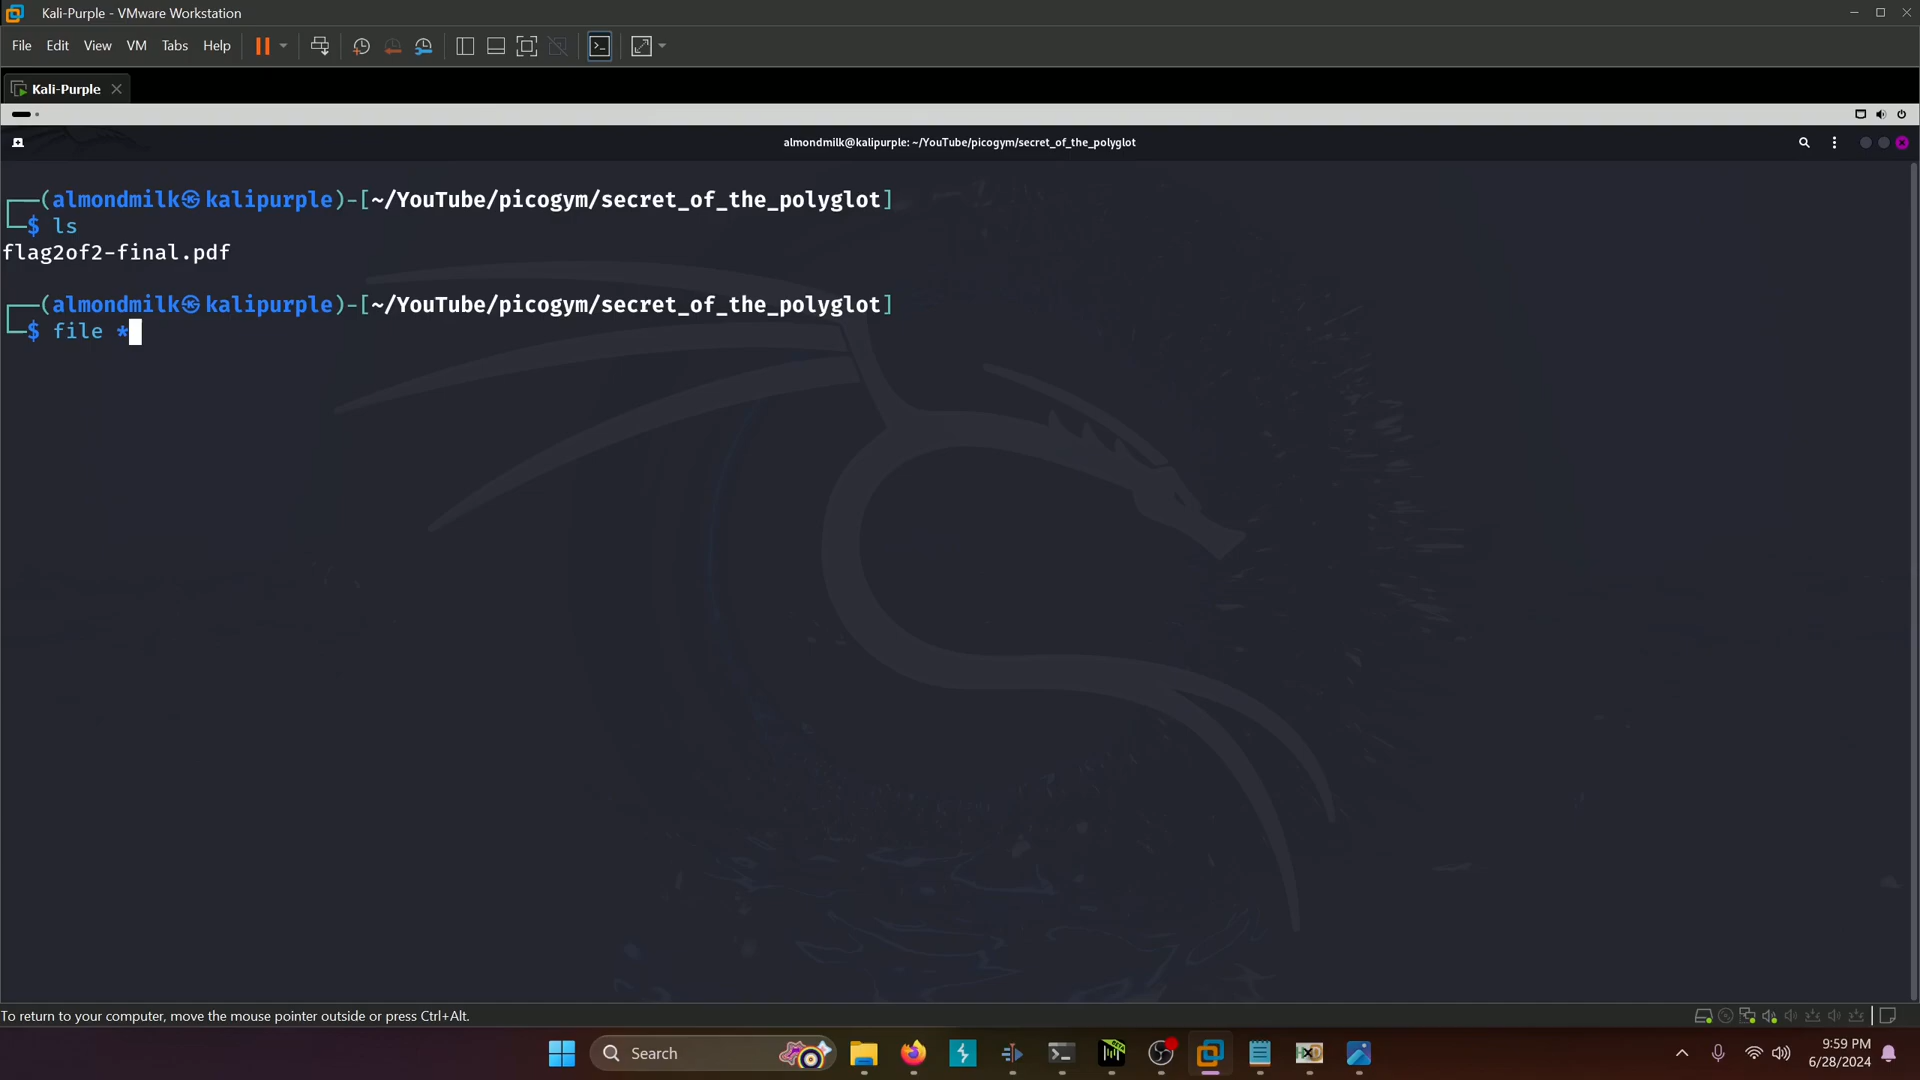 Kali-Purple - VMware Workstation
File Edit View VM Tabs Help
Kali-Purple
almondmilk@kalipurple: ~/YouTube/picogym/secret_of_the_polyglot
┌──(almondmilk㉿kalipurple)-[~/YouTube/picogym/secret_of_the_polyglot]
└─$ ls
flag2of2-final.pdf
┌──(almondmilk㉿kalipurple)-[~/YouTube/picogym/secret_of_the_polyglot]
└─$ file *
To return to your computer, move the mouse pointer outside or press Ctrl+Alt.
Search
9:59 PM
6/28/2024